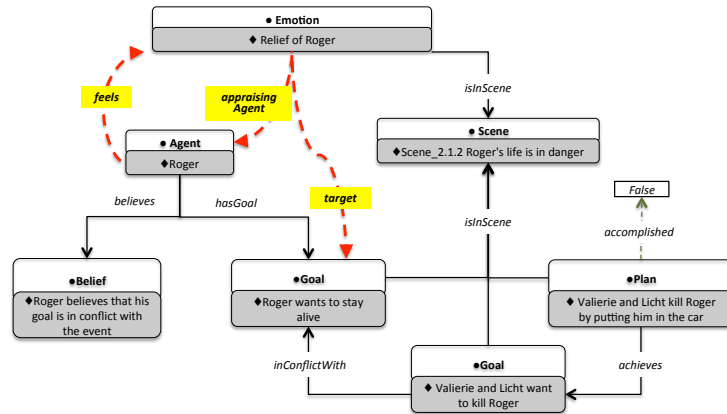 ● Emotion
◆ Relief of Roger
isInScene
feels
appraising
Agent
● Scene
◆Scene_2.1.2 Roger's life is in danger
● Agent
◆Roger
False
believes
hasGoal
target
isInScene
accomplished
●Belief
◆Roger believes that his
goal is in conflict with
the event
●Goal
◆Roger wants to stay
alive
●Plan
◆ Valierie and Licht kill Roger
by putting him in the car
inConflictWith
achieves
●Goal
◆ Valierie and Licht want
to kill Roger